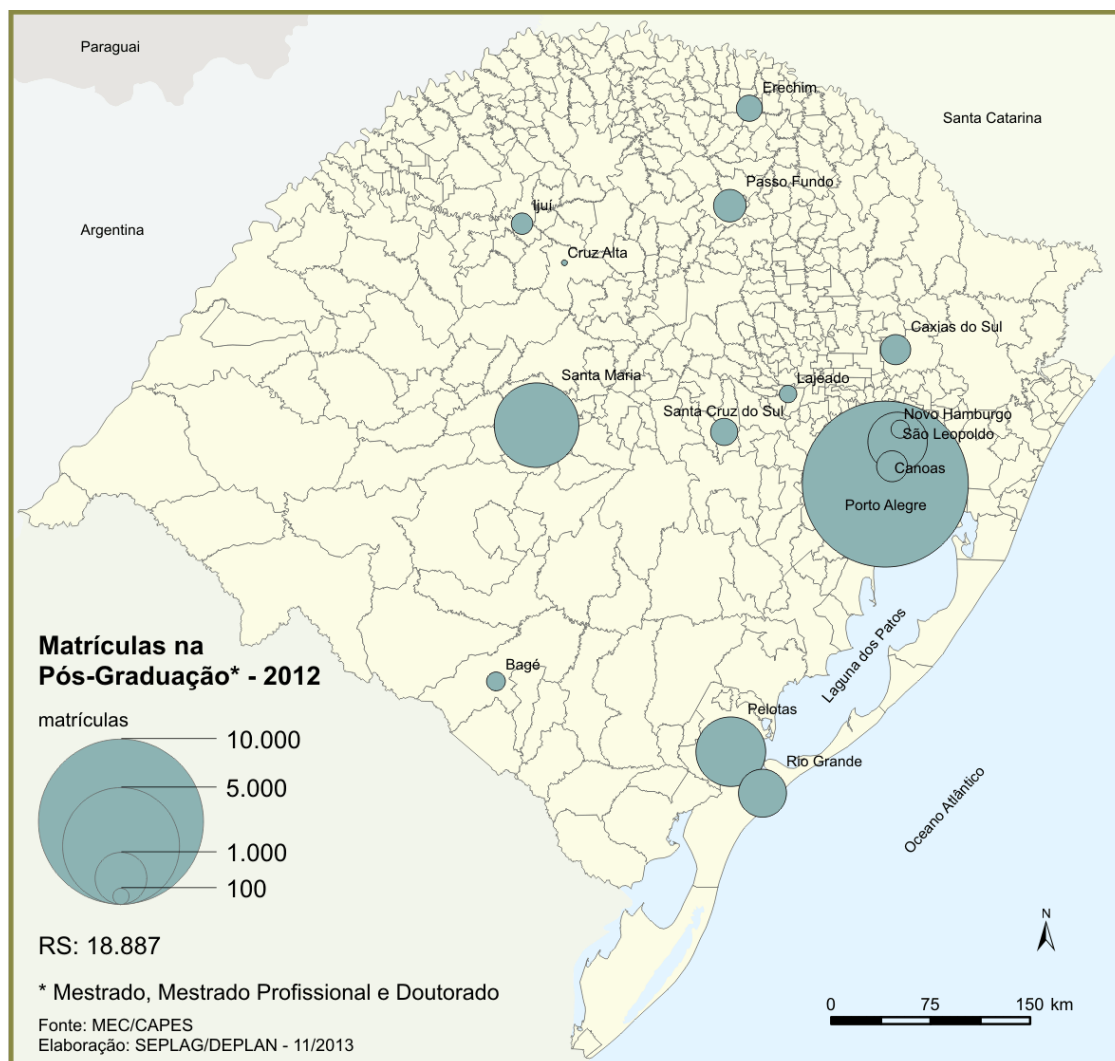 Paraguai
Erechim
Santa Catarina
Passo Fundo
Ijuí
Argentina
Cruz Alta
Caxias do Sul
Santa Maria
Lajeado
Santa Cruz do Sul
Novo Hamburgo
São Leopoldo
Canoas
Porto Alegre
Laguna dos Patos
Bagé
Pelotas
Rio Grande
Oceano Atlântico
Matrículas na
Pós-Graduação* - 2012
matrículas
10.000
5.000
1.000
100
RS: 18.887
* Mestrado, Mestrado Profissional e Doutorado
Fonte: MEC/CAPES
Elaboração: SEPLAG/DEPLAN - 11/2013
N
0 75 150 km